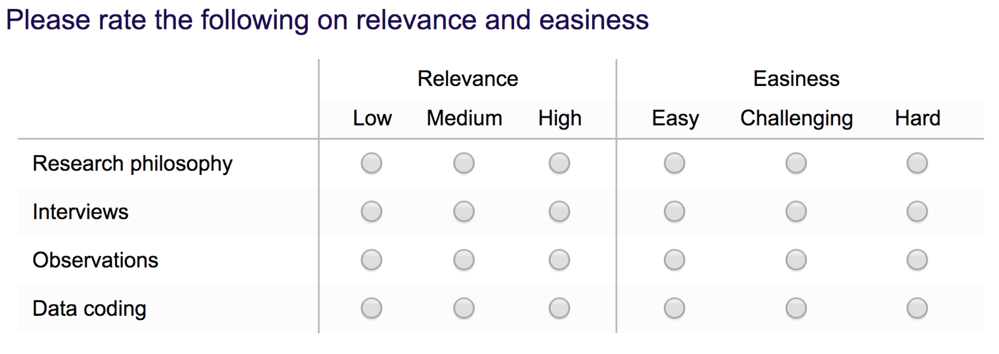 Please rate the following on relevance and easiness
Relevance Easiness
Low Medium High Easy Challenging Hard
Research philosophy
Interviews
Observations
Data coding